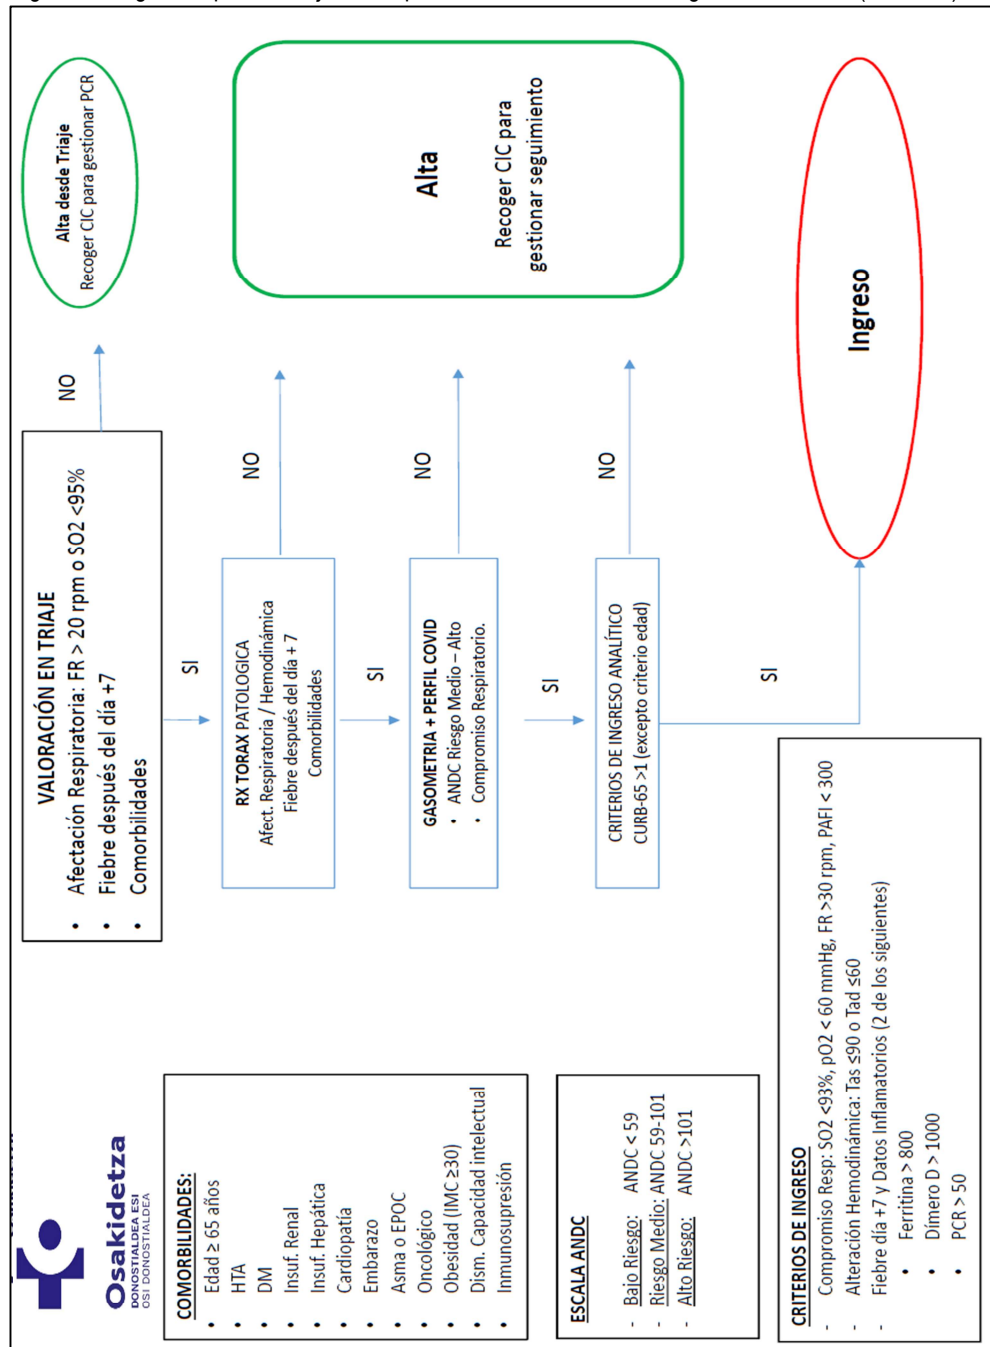 Osakidetza
DONOSTIALDEA ESI
OSI DONOSTIALDEA
VALORACIÓN EN TRIAJE
• Afectación Respiratoria: FR > 20 rpm o SO2 <95%
• Fiebre después del día +7
• Comorbilidades
NO
Alta desde Triaje
Recoger CIC para gestionar PCR
SI
COMORBILIDADES:
• Edad ≥ 65 años
• HTA
• DM
• Insuf. Renal
• Insuf. Hepática
• Cardiopatía
• Embarazo
• Asma o EPOC
• Oncológico
• Obesidad (IMC ≥30)
• Dism. Capacidad intelectual
• Inmunosupresión
RX TORAX PATOLOGICA
Afect. Respiratoria / Hemodinámica
Fiebre después del día + 7
Comorbilidades
NO
SI
GASOMETRIA + PERFIL COVID
• ANDC Riesgo Medio – Alto
• Compromiso Respiratorio.
NO
Alta
Recoger CIC para
gestionar seguimiento
SI
ESCALA ANDC
- Bajo Riesgo: ANDC < 59
- Riesgo Medio: ANDC 59-101
- Alto Riesgo: ANDC >101
CRITERIOS DE INGRESO ANALÍTICO
CURB-65 >1 (excepto criterio edad)
NO
SI
CRITERIOS DE INGRESO
- Compromiso Resp: SO2 <93%, pO2 < 60 mmHg, FR >30 rpm, PAFI < 300
- Alteración Hemodinámica: Tas ≤90 o Tad ≤60
- Fiebre día +7 y Datos Inflamatorios (2 de los siguientes)
• Ferritina > 800
• Dímero D > 1000
• PCR > 50
Ingreso